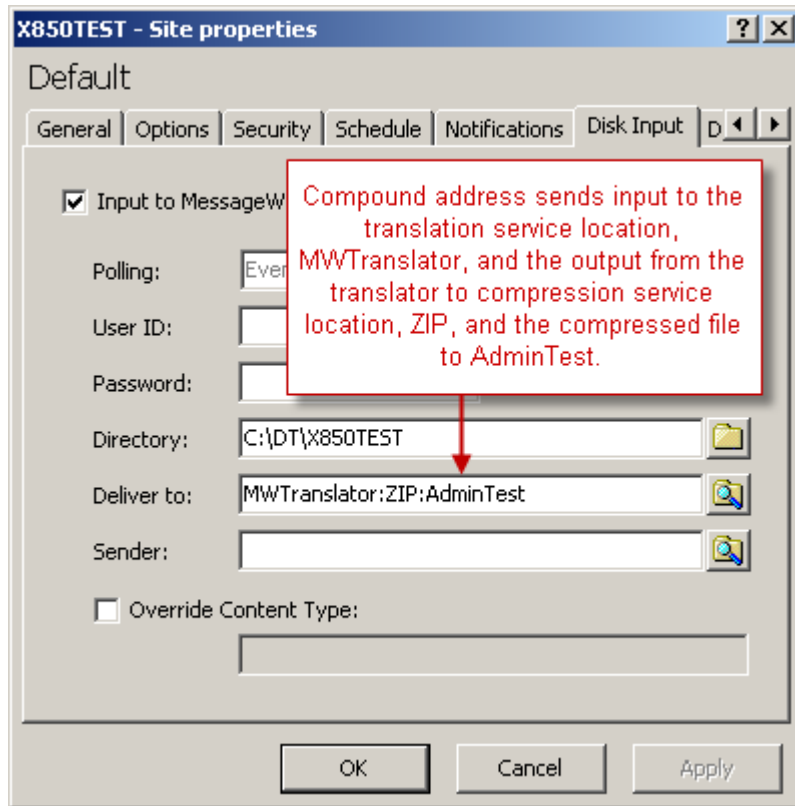 X850TEST - Site properties
Default
General Options Security Schedule Notifications Disk Input D
Input to MessageW
Compound address sends input to the
translation service location,
MWTranslator, and the output from the
translator to compression service
location, ZIP, and the compressed file
to AdminTest.
Polling: Ever
User ID:
Password:
Directory: C:\DT\X850TEST
Deliver to: MWTranslator:ZIP:AdminTest
Sender:
Override Content Type:
OK Cancel Apply